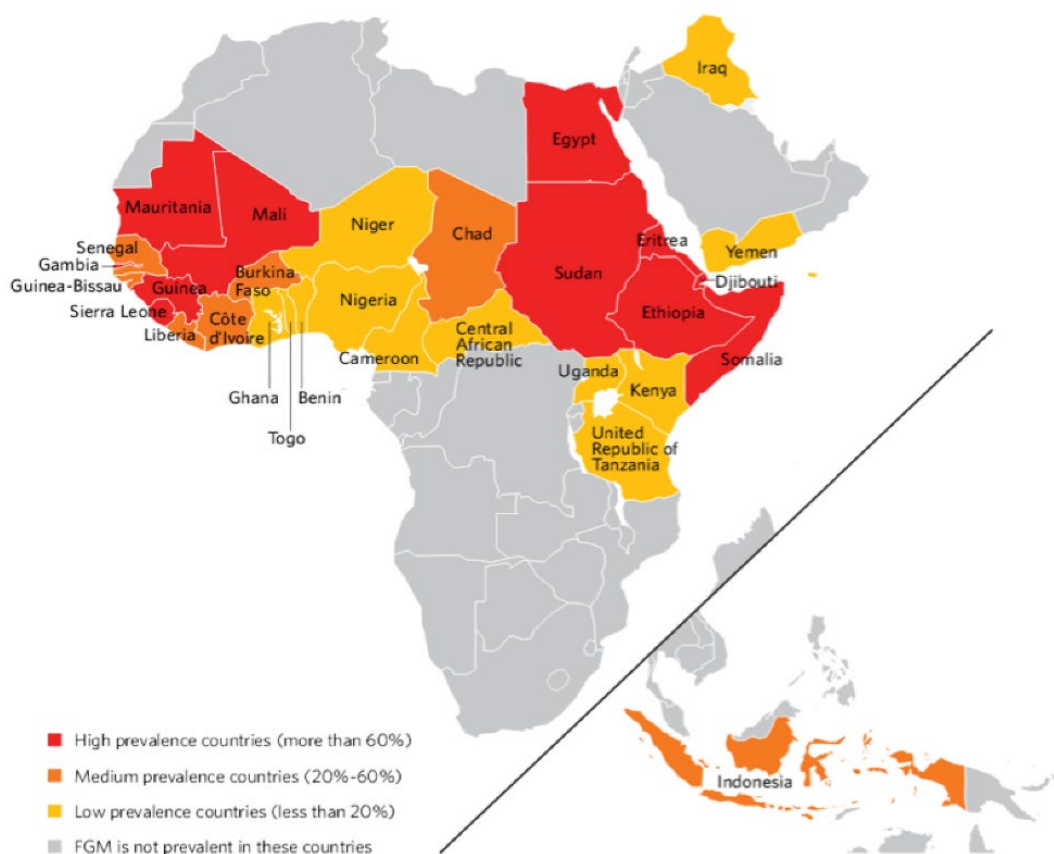 Iraq
Egypt
Mauritania
Mali
Niger
Chad
Sudan
Eritrea
Yemen
Djibouti
Senegal
Gambia
Guinea-Bissau
Guinea
Burkina
Faso
Sierra Leone
Liberia
Côte
d'Ivoire
Nigeria
Ethiopia
Somalia
Central
African
Republic
Cameroon
Ghana
Togo
Benin
Uganda
Kenya
United
Republic of
Tanzania
High prevalence countries (more than 60%)
Medium prevalence countries (20%-60%)
Low prevalence countries (less than 20%)
FGM is not prevalent in these countries
Indonesia